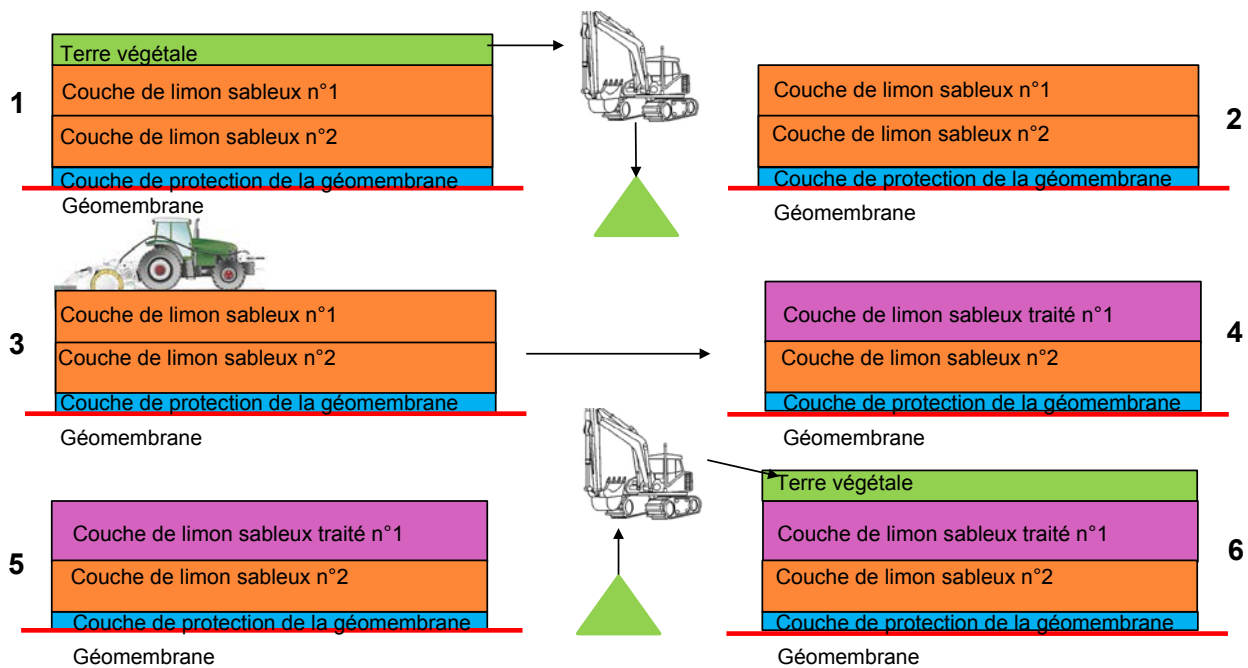 1
Terre végétale
Couche de limon sableux n°1
Couche de limon sableux n°2
Couche de protection de la géomembrane
Géomembrane
2
Couche de limon sableux n°1
Couche de limon sableux n°2
Couche de protection de la géomembrane
Géomembrane
3
Couche de limon sableux n°1
Couche de limon sableux n°2
Couche de protection de la géomembrane
Géomembrane
4
Couche de limon sableux traité n°1
Couche de limon sableux n°2
Couche de protection de la géomembrane
Géomembrane
5
Couche de limon sableux traité n°1
Couche de limon sableux n°2
Couche de protection de la géomembrane
Géomembrane
6
Terre végétale
Couche de limon sableux traité n°1
Couche de limon sableux n°2
Couche de protection de la géomembrane
Géomembrane